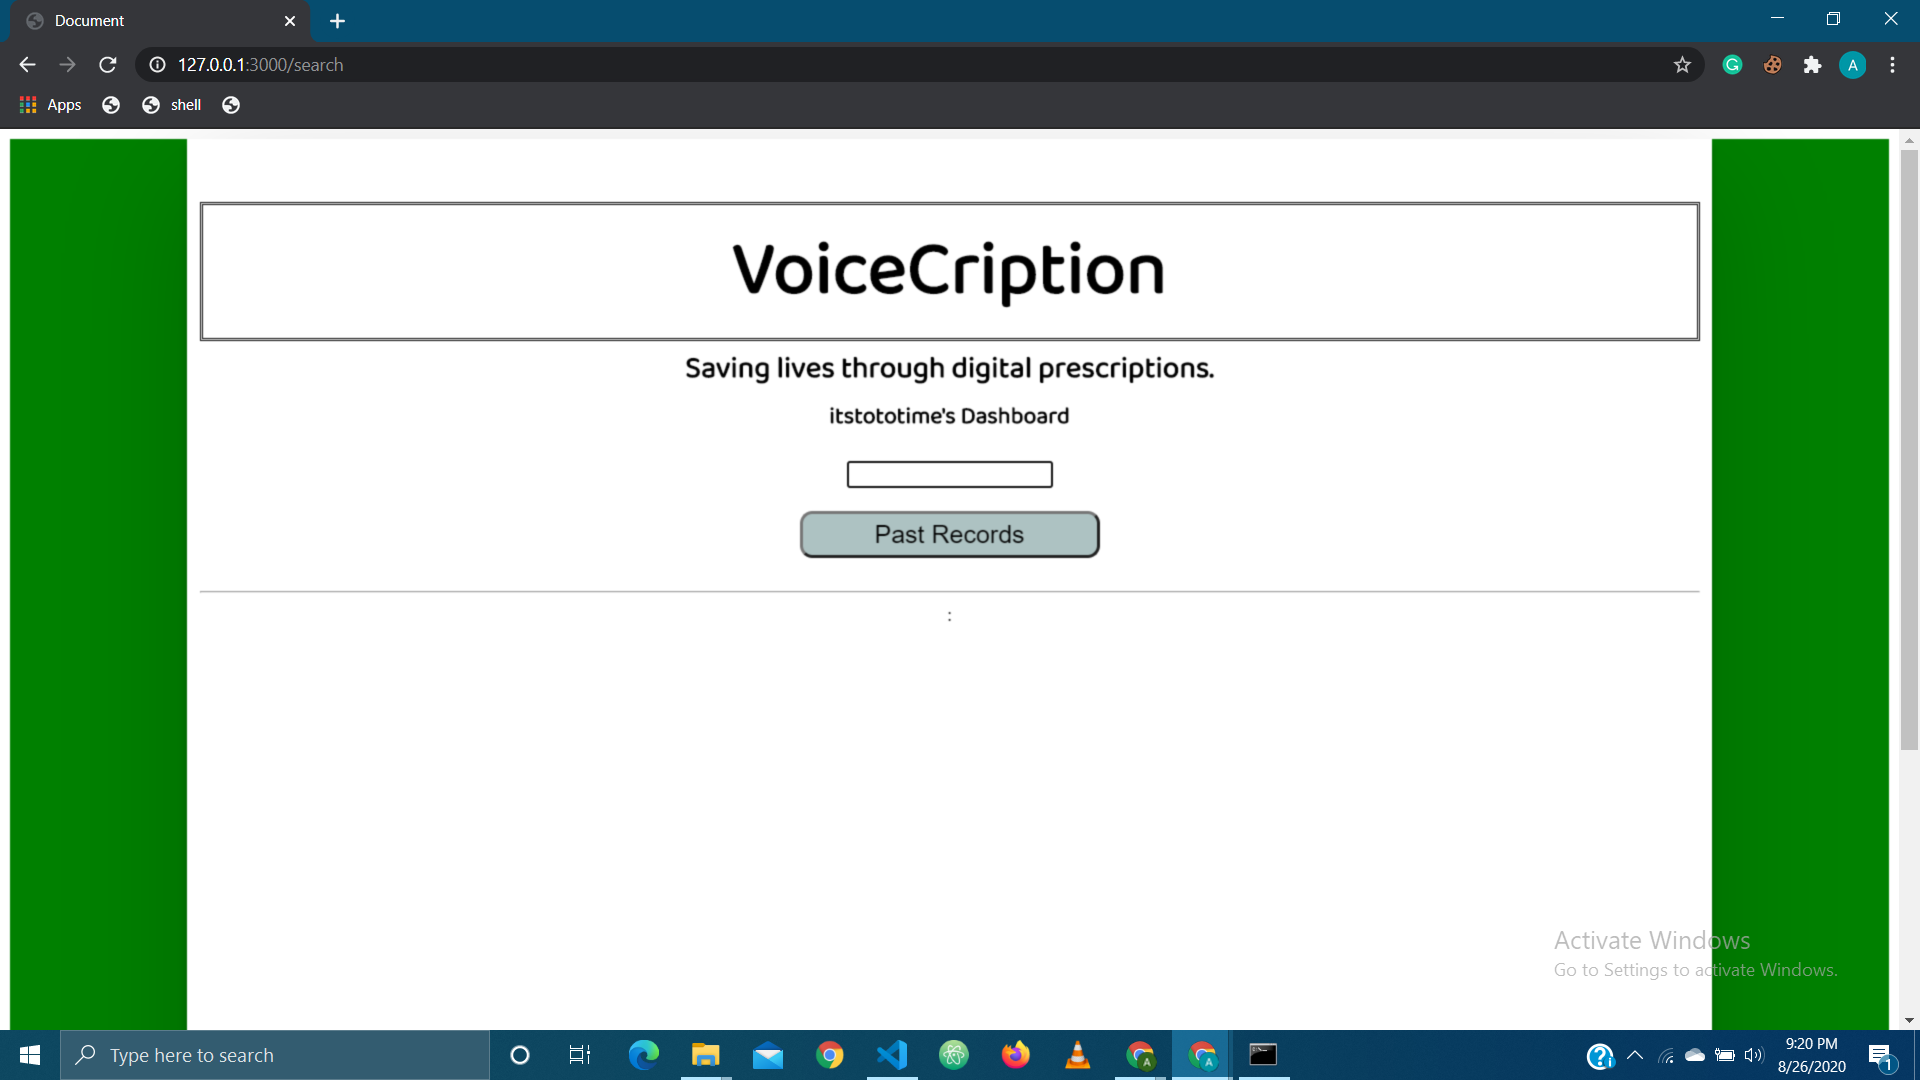 Document
127.0.0.1:3000/search
A
Apps
shell
VoiceCription
Saving lives through digital prescriptions.
itstototime's Dashboard
Past Records
:
Activate Windows
Go to Settings to activate Windows.
Type here to search
9:20 PM
8/26/2020
1